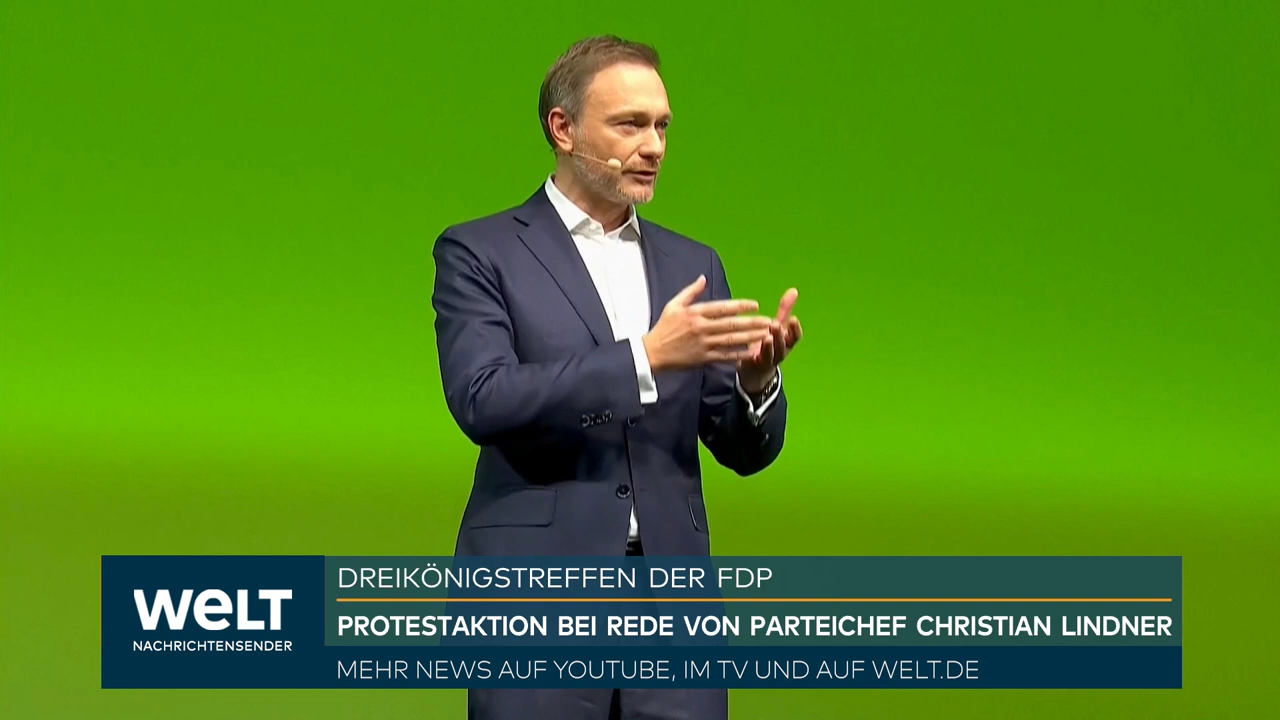 DREIKÖNIGSTREFFEN DER FDP
WELT
NACHRICHTENSENDER
PROTESTAKTION BEI REDE VON PARTEICHEF CHRISTIAN LINDNER
MEHR NEWS AUF YOUTUBE, IM TV UND AUF WELT.DE